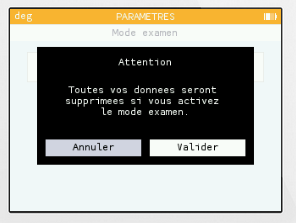 deg PARAMETRES
Mode examen
Attention
Toutes vos donnees seront
supprimees si vous activez
le mode examen.
Annuler Valider